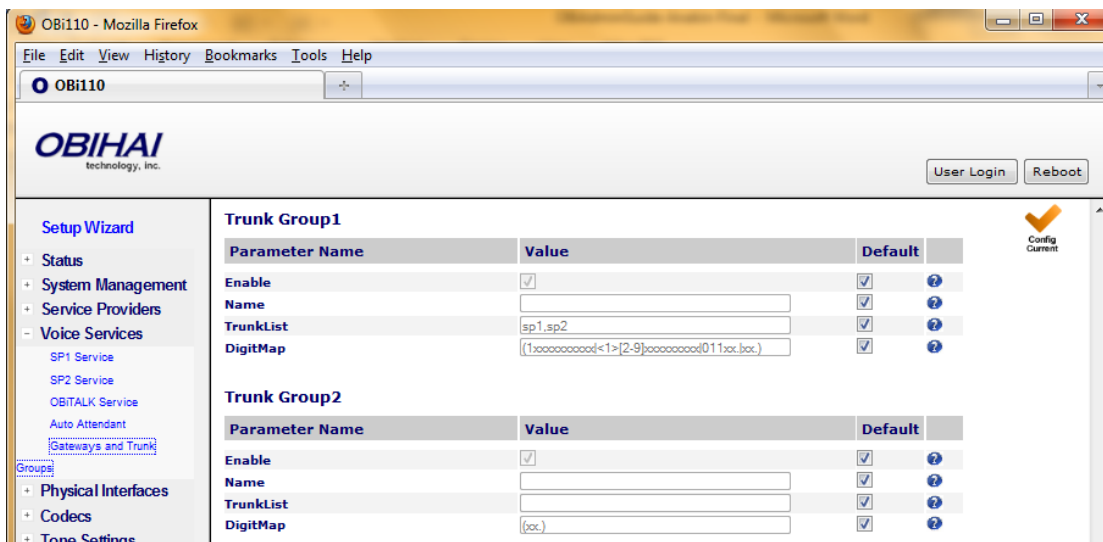 OBi110 - Mozilla Firefox
File Edit View History Bookmarks Tools Help
OBi110
OBIHAI
technology, inc.
User Login Reboot
Setup Wizard
Status
System Management
Service Providers
Voice Services
SP1 Service
SP2 Service
OBiTALK Service
Auto Attendant
Gateways and Trunk
Groups
Physical Interfaces
Codecs
Tone Settings
Config
Current
Trunk Group1
Parameter Name Value Default
Enable
Name
TrunkList sp1,sp2
DigitMap (1xxxxxxxxxx|<1>[2-9]xxxxxxxxx|011xx.|xx.)
Trunk Group2
Parameter Name Value Default
Enable
Name
TrunkList
DigitMap (xx.)